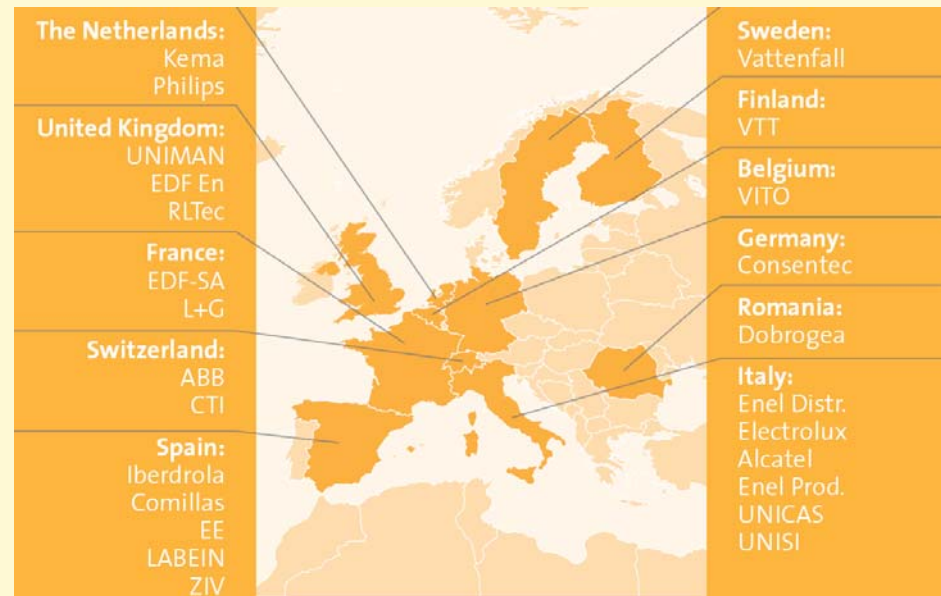 The Netherlands:
Kema
Philips
United Kingdom:
UNIMAN
EDF En
RLTec
France:
EDF-SA
L+G
Switzerland:
ABB
CTI
Spain:
Iberdrola
Comillas
EE
LABEIN
ZIV
Sweden:
Vattenfall
Finland:
VTT
Belgium:
VITO
Germany:
Consentec
Romania:
Dobrogea
Italy:
Enel Distr.
Electrolux
Alcatel
Enel Prod.
UNICAS
UNISI